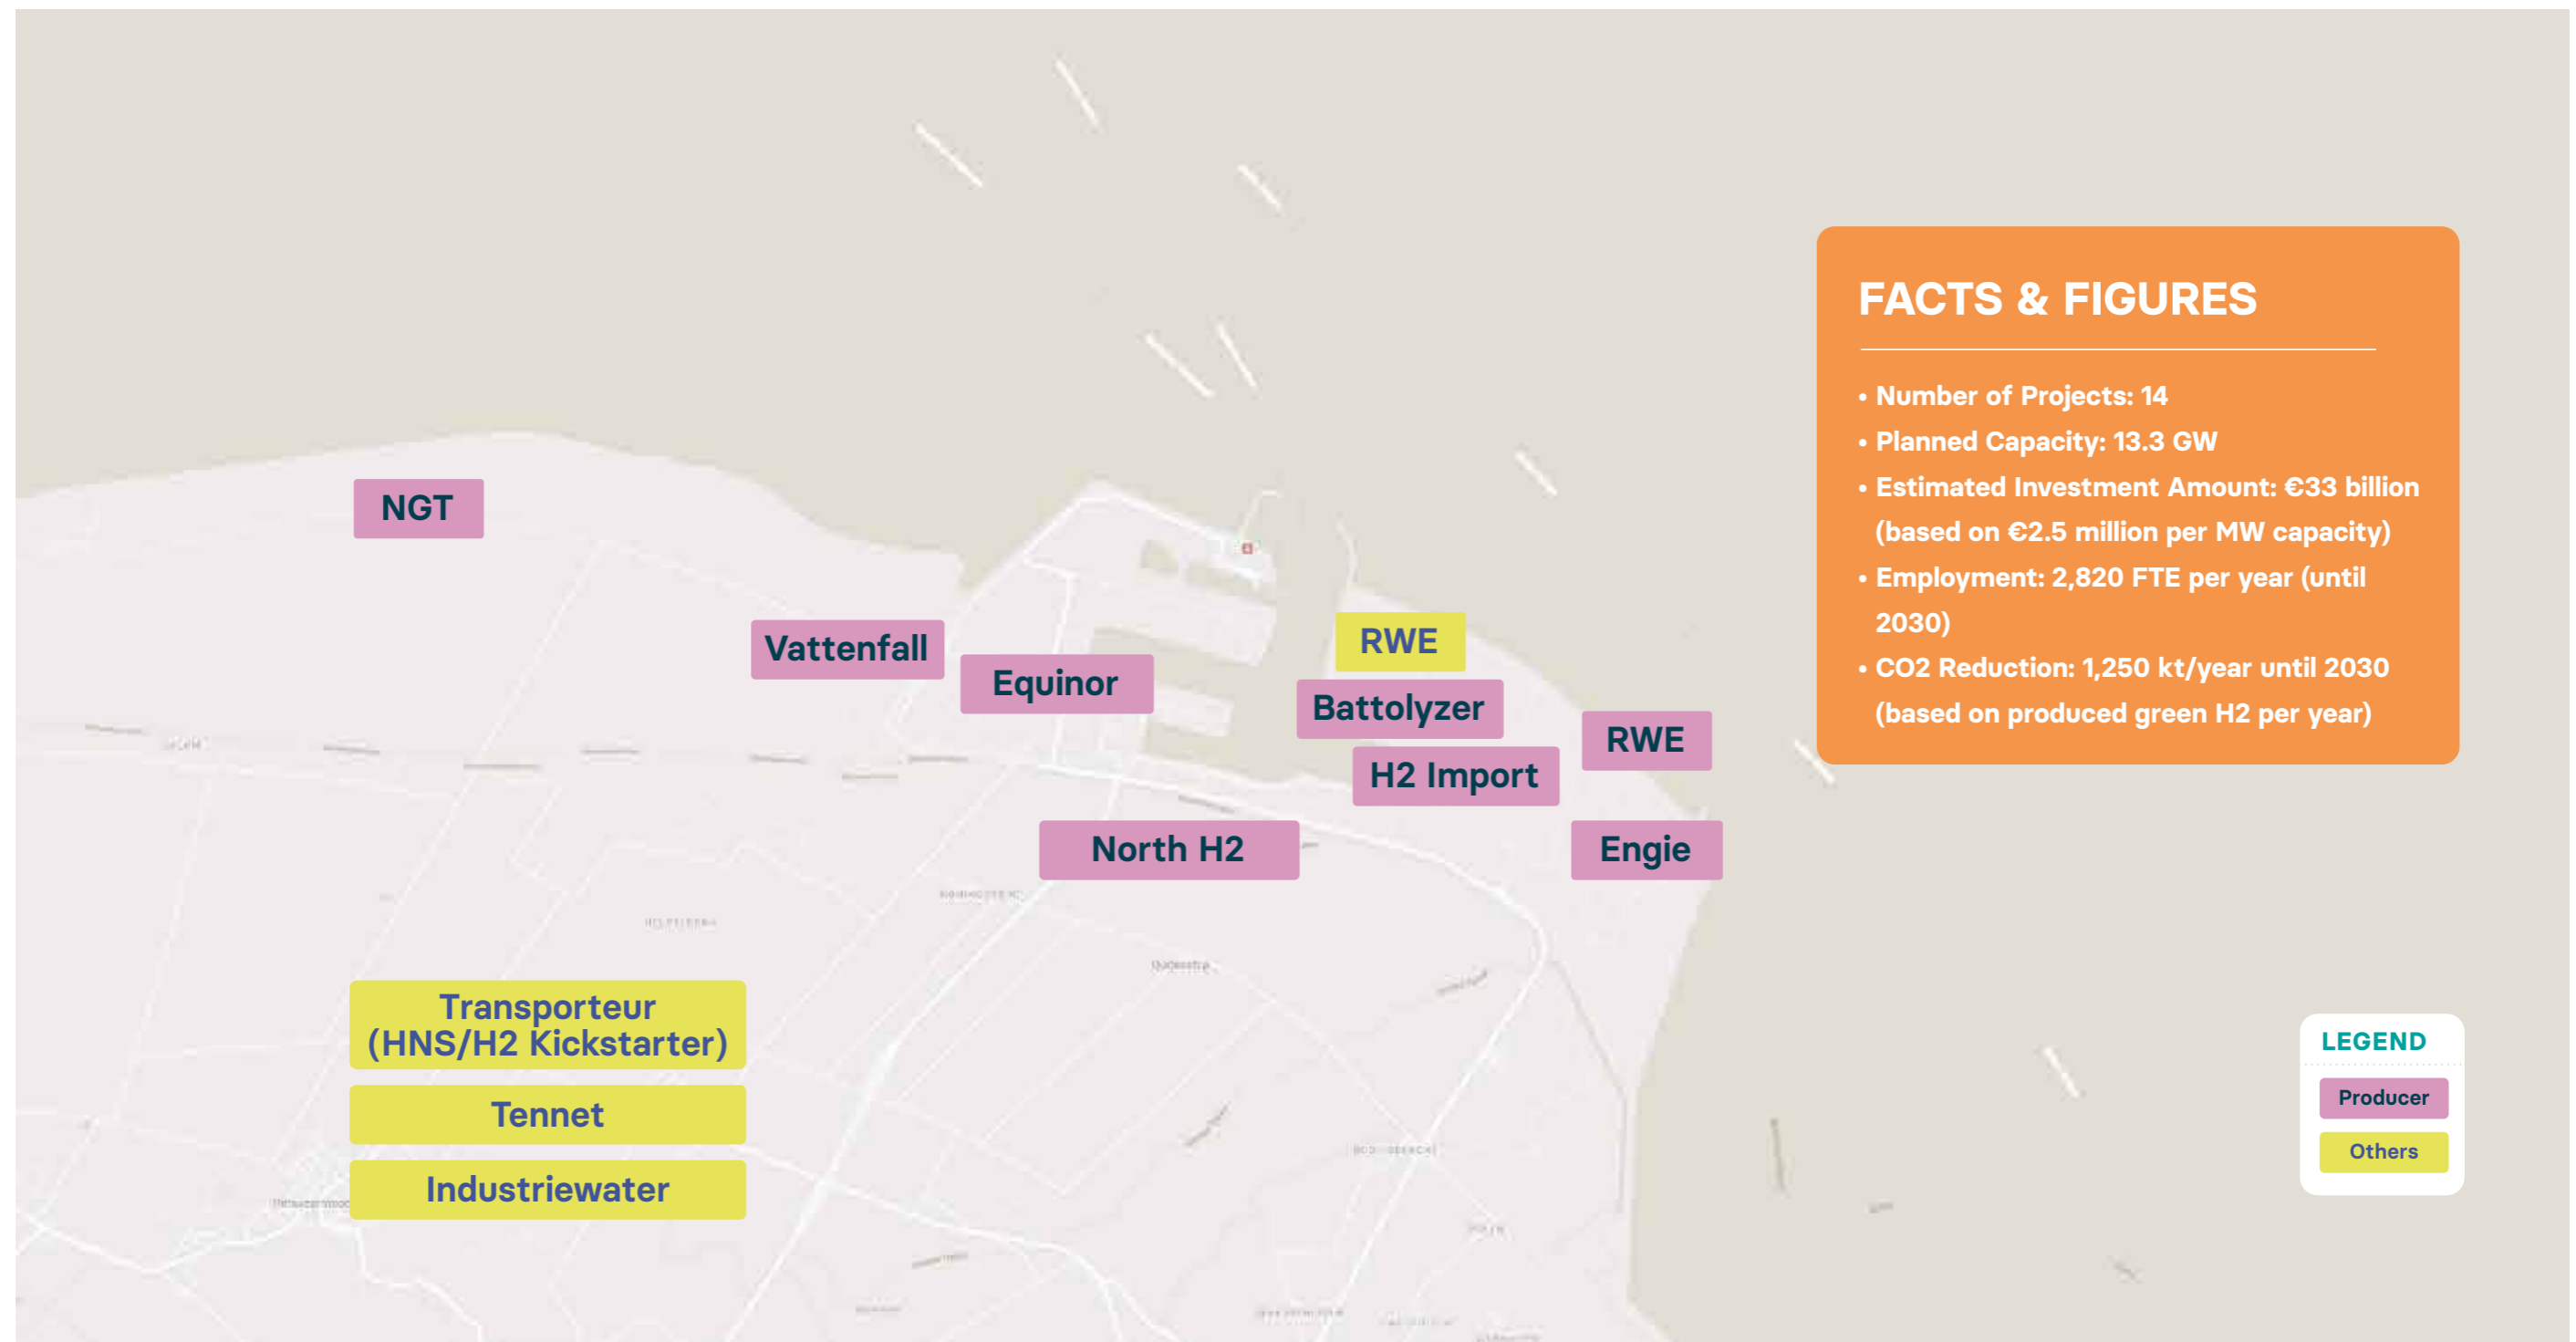 FACTS & FIGURES
• Number of Projects: 14
• Planned Capacity: 13.3 GW
• Estimated Investment Amount: €33 billion
(based on €2.5 million per MW capacity)
• Employment: 2,820 FTE per year (until
2030)
• CO2 Reduction: 1,250 kt/year until 2030
(based on produced green H2 per year)
NGT
Vattenfall
Equinor
RWE
Battolyzer
RWE
H2 Import
North H2
Engie
Transporteur
(HNS/H2 Kickstarter)
Tennet
Industriewater
LEGEND
Producer
Others